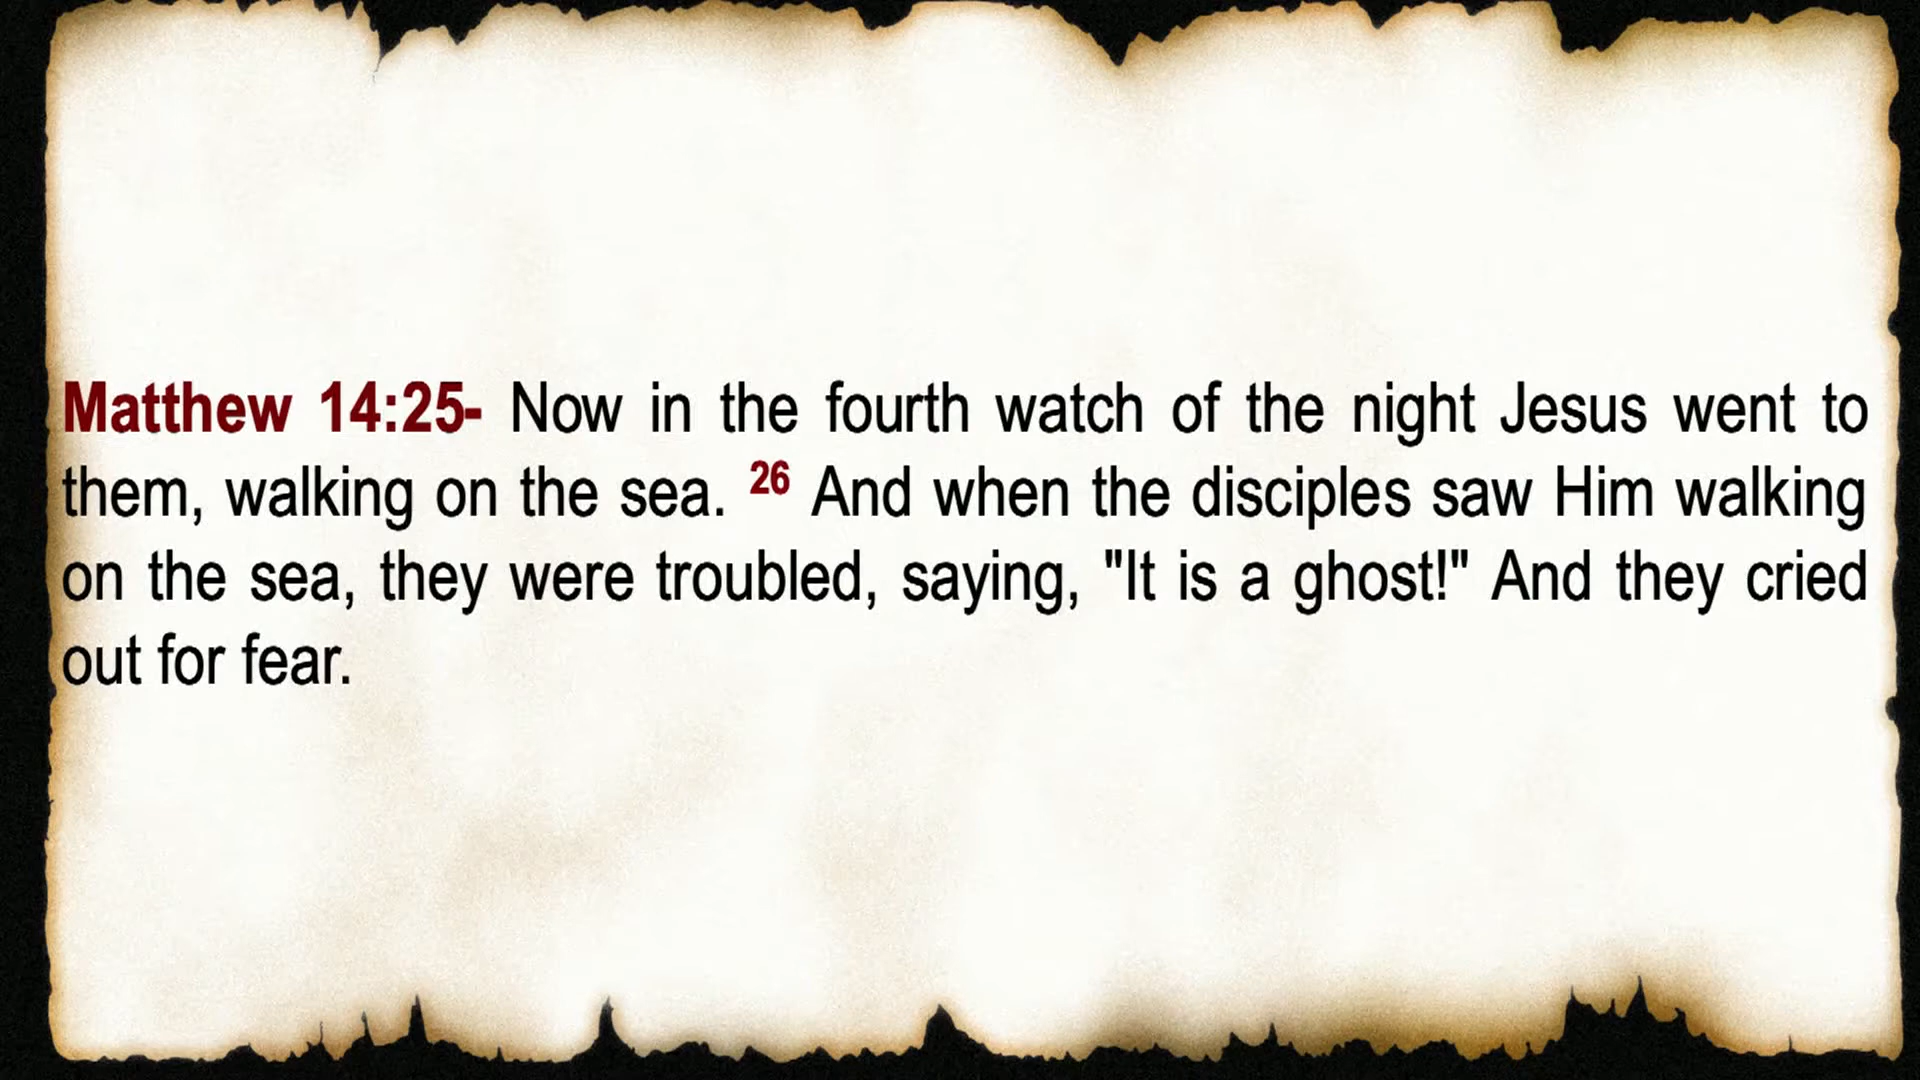 Matthew 14:25- Now in the fourth watch of the night Jesus went to
them, walking on the sea. 26 And when the disciples saw Him walking
on the sea, they were troubled, saying, "It is a ghost!" And they cried
out for fear.